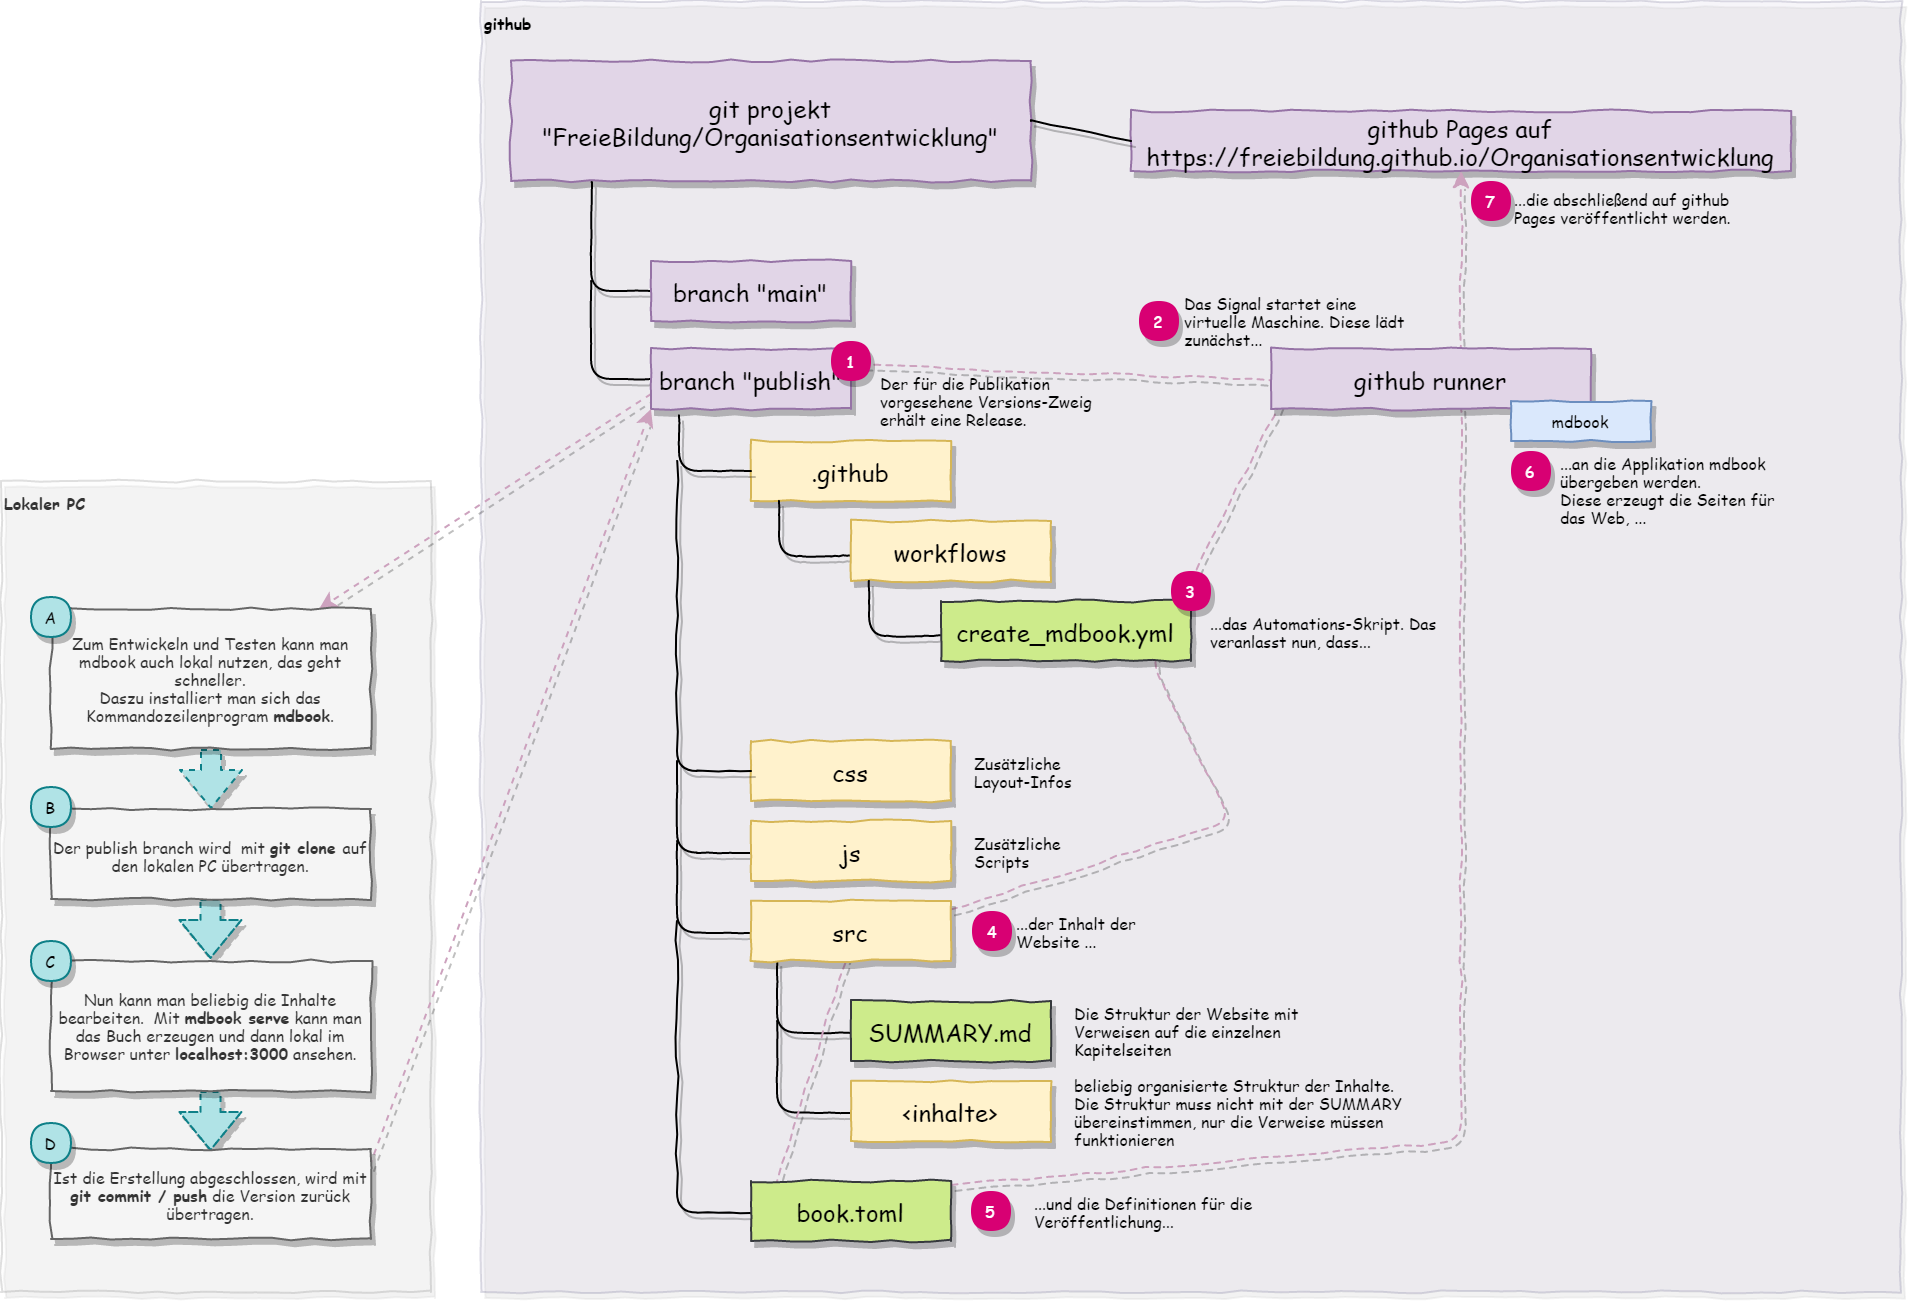 github
git projekt
"FreieBildung/Organisationsentwicklung"
github Pages auf
https://freiebildung.github.io/Organisationsentwicklung
7
...die abschließend auf github
Pages veröffentlicht werden.
branch "main"
2
Das Signal startet eine
virtuelle Maschine. Diese lädt
zunächst...
branch "publish"
1
Der für die Publikation
vorgesehene Versions-Zweig
erhält eine Release.
github runner
mdbook
6
...an die Applikation mdbook
übergeben werden.
Diese erzeugt die Seiten für
das Web, ...
.github
workflows
create_mdbook.yml
3
...das Automations-Skript. Das
veranlasst nun, dass...
css
Zusätzliche
Layout-Infos
js
Zusätzliche
Scripts
src
4
...der Inhalt der
Website ...
SUMMARY.md
Die Struktur der Website mit
Verweisen auf die einzelnen
Kapitelseiten
<inhalte>
beliebig organisierte Struktur der Inhalte.
Die Struktur muss nicht mit der SUMMARY
übereinstimmen, nur die Verweise müssen
funktionieren
book.toml
5
...und die Definitionen für die
Veröffentlichung...
Lokaler PC
A
Zum Entwickeln und Testen kann man
mdbook auch lokal nutzen, das geht
schneller.
Daszu installiert man sich das
Kommandozeilenprogram mdbook.
B
Der publish branch wird mit git clone auf
den lokalen PC übertragen.
C
Nun kann man beliebig die Inhalte
bearbeiten. Mit mdbook serve kann man
das Buch erzeugen und dann lokal im
Browser unter localhost:3000 ansehen.
D
Ist die Erstellung abgeschlossen, wird mit
git commit / push die Version zurück
übertragen.